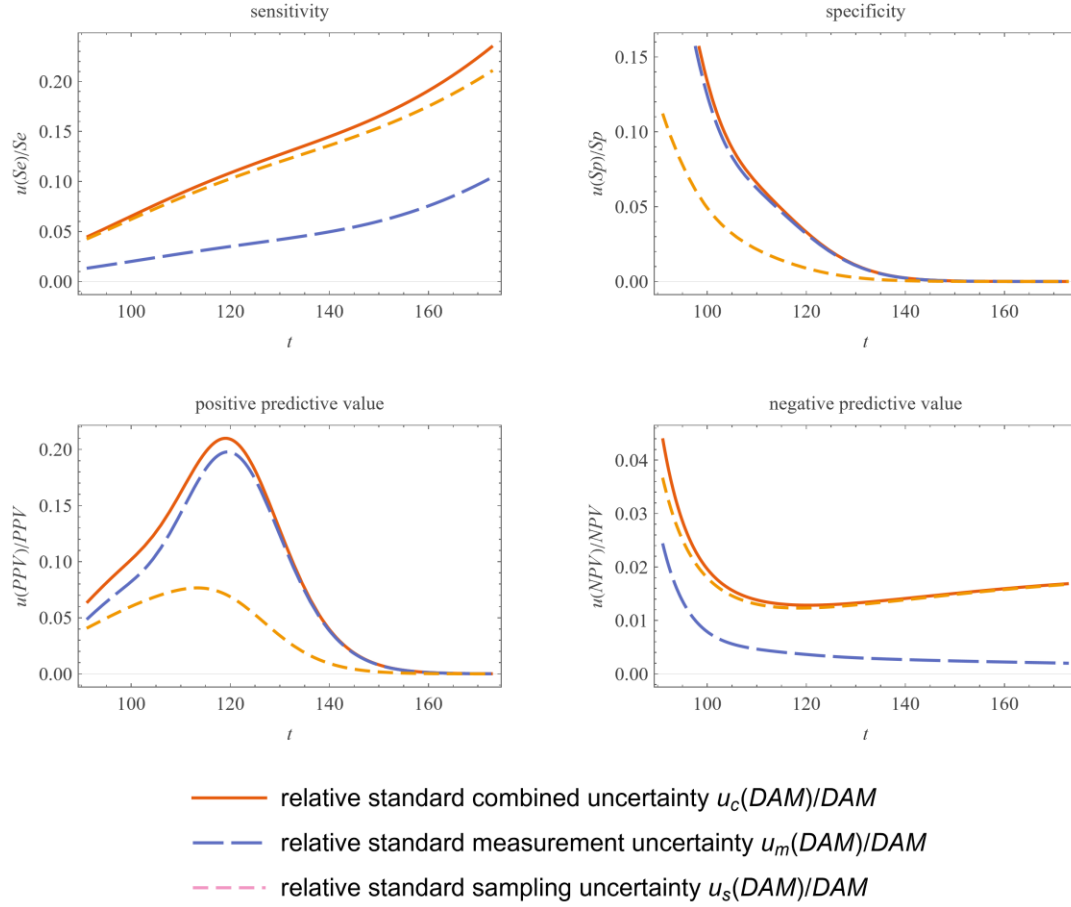 sensitivity
specificity
u(Se)/Se
0.20
0.15
0.10
0.05
0.00
100 120 140 160
t
u(Sp)/Sp
0.15
0.10
0.05
0.00
100 120 140 160
t
positive predictive value
negative predictive value
u(PPV)/PPV
0.20
0.15
0.10
0.05
0.00
100 120 140 160
t
u(NPV)/NPV
0.04
0.03
0.02
0.01
0.00
100 120 140 160
t
relative standard combined uncertainty u_c(DAM)/DAM
relative standard measurement uncertainty u_m(DAM)/DAM
relative standard sampling uncertainty u_s(DAM)/DAM